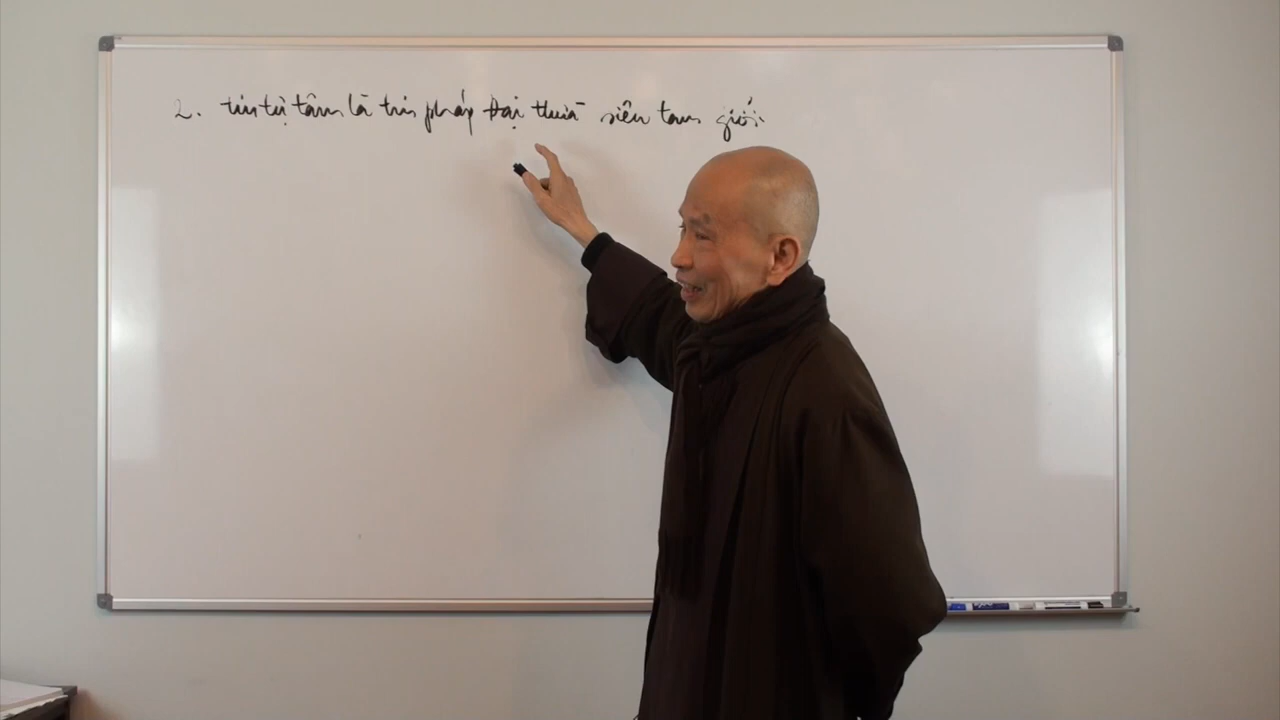 2. tin tự tâm là tin pháp Đại thừa siêu tam giới.